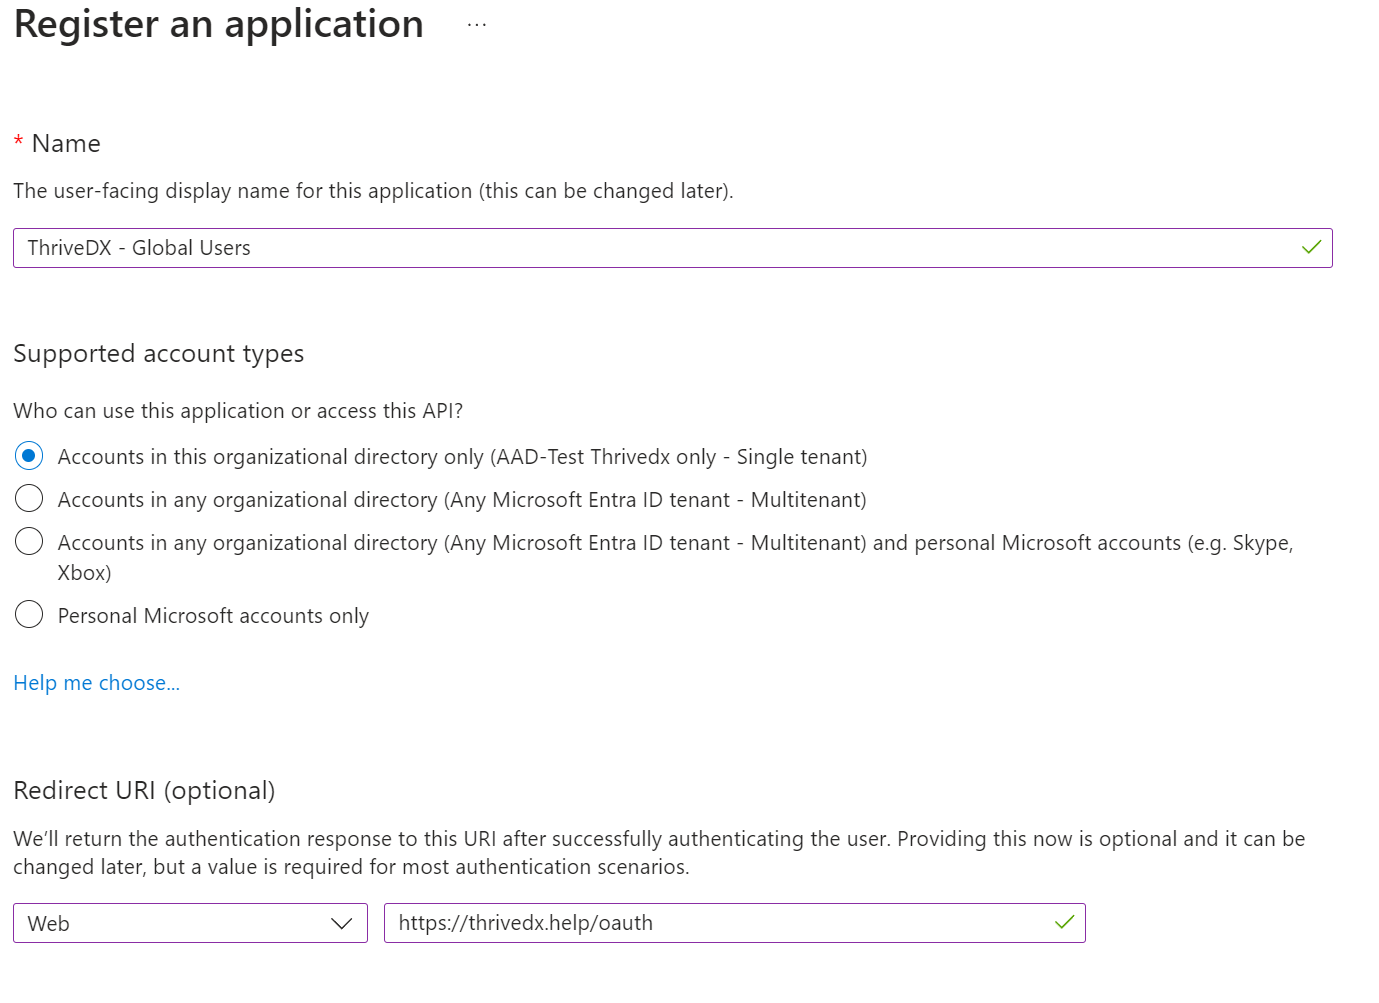 Register an application ...
* Name
The user-facing display name for this application (this can be changed later).
ThriveDX - Global Users
Supported account types
Who can use this application or access this API?
Accounts in this organizational directory only (AAD-Test Thrivedx only - Single tenant)
Accounts in any organizational directory (Any Microsoft Entra ID tenant - Multitenant)
Accounts in any organizational directory (Any Microsoft Entra ID tenant - Multitenant) and personal Microsoft accounts (e.g. Skype,
Xbox)
Personal Microsoft accounts only
Help me choose...
Redirect URI (optional)
We’ll return the authentication response to this URI after successfully authenticating the user. Providing this now is optional and it can be
changed later, but a value is required for most authentication scenarios.
Web
https://thrivedx.help/oauth